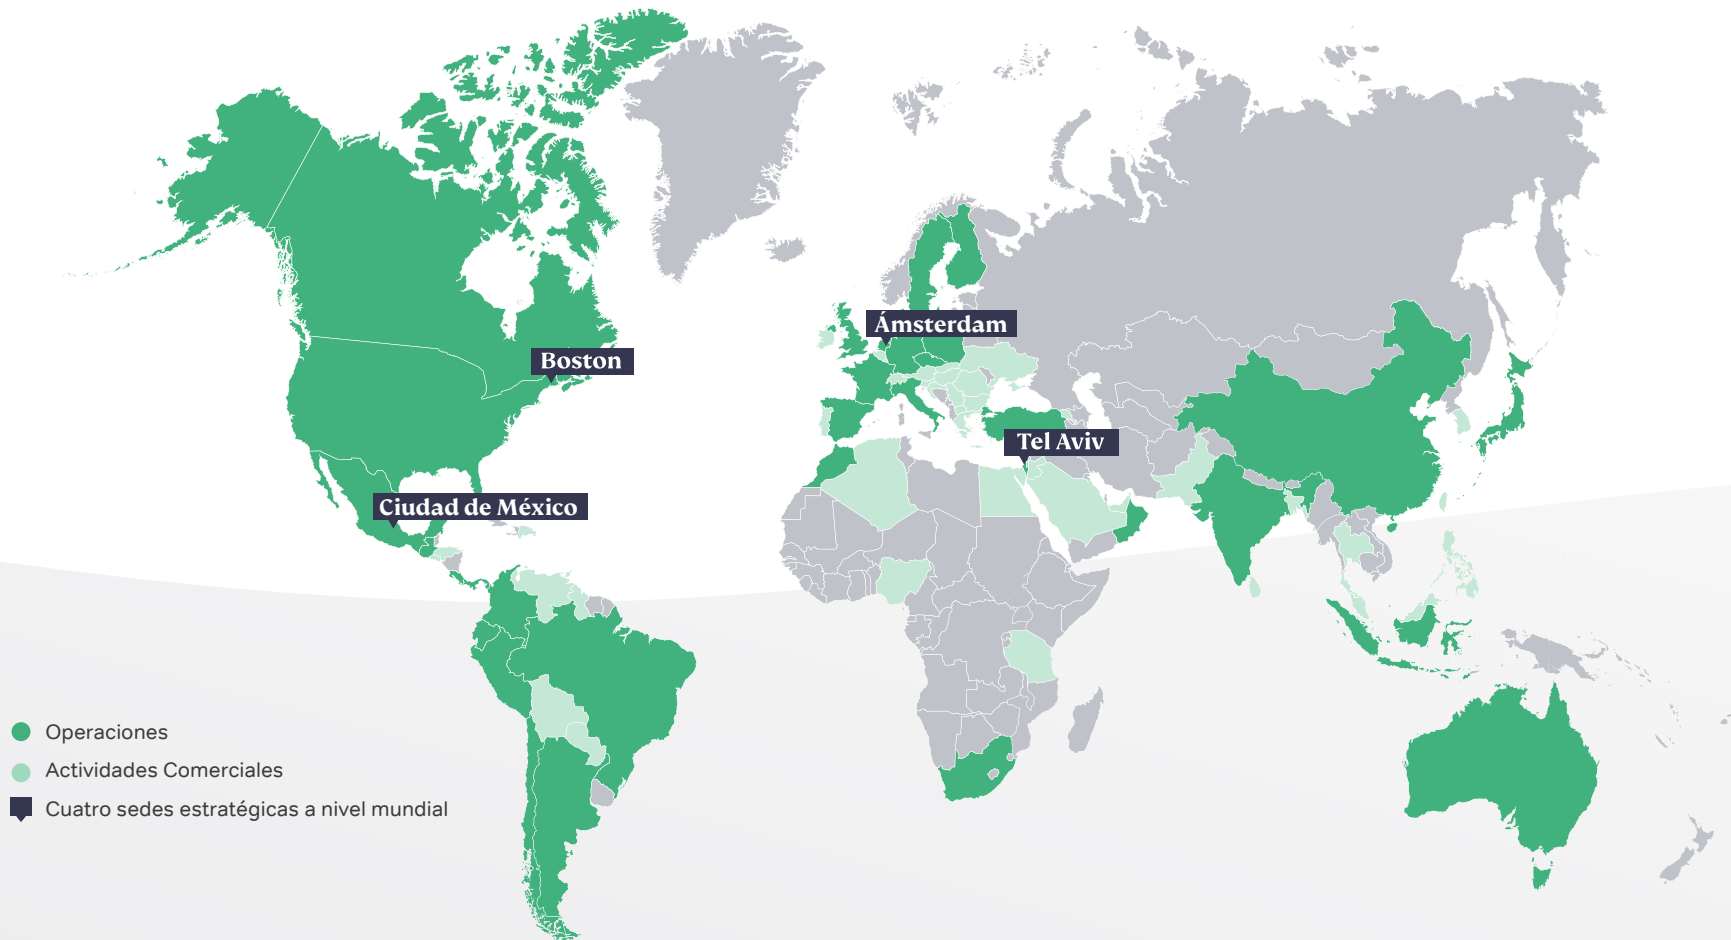 Ámsterdam
Boston
Tel Aviv
Ciudad de México
Operaciones
Actividades Comerciales
Cuatro sedes estratégicas a nivel mundial